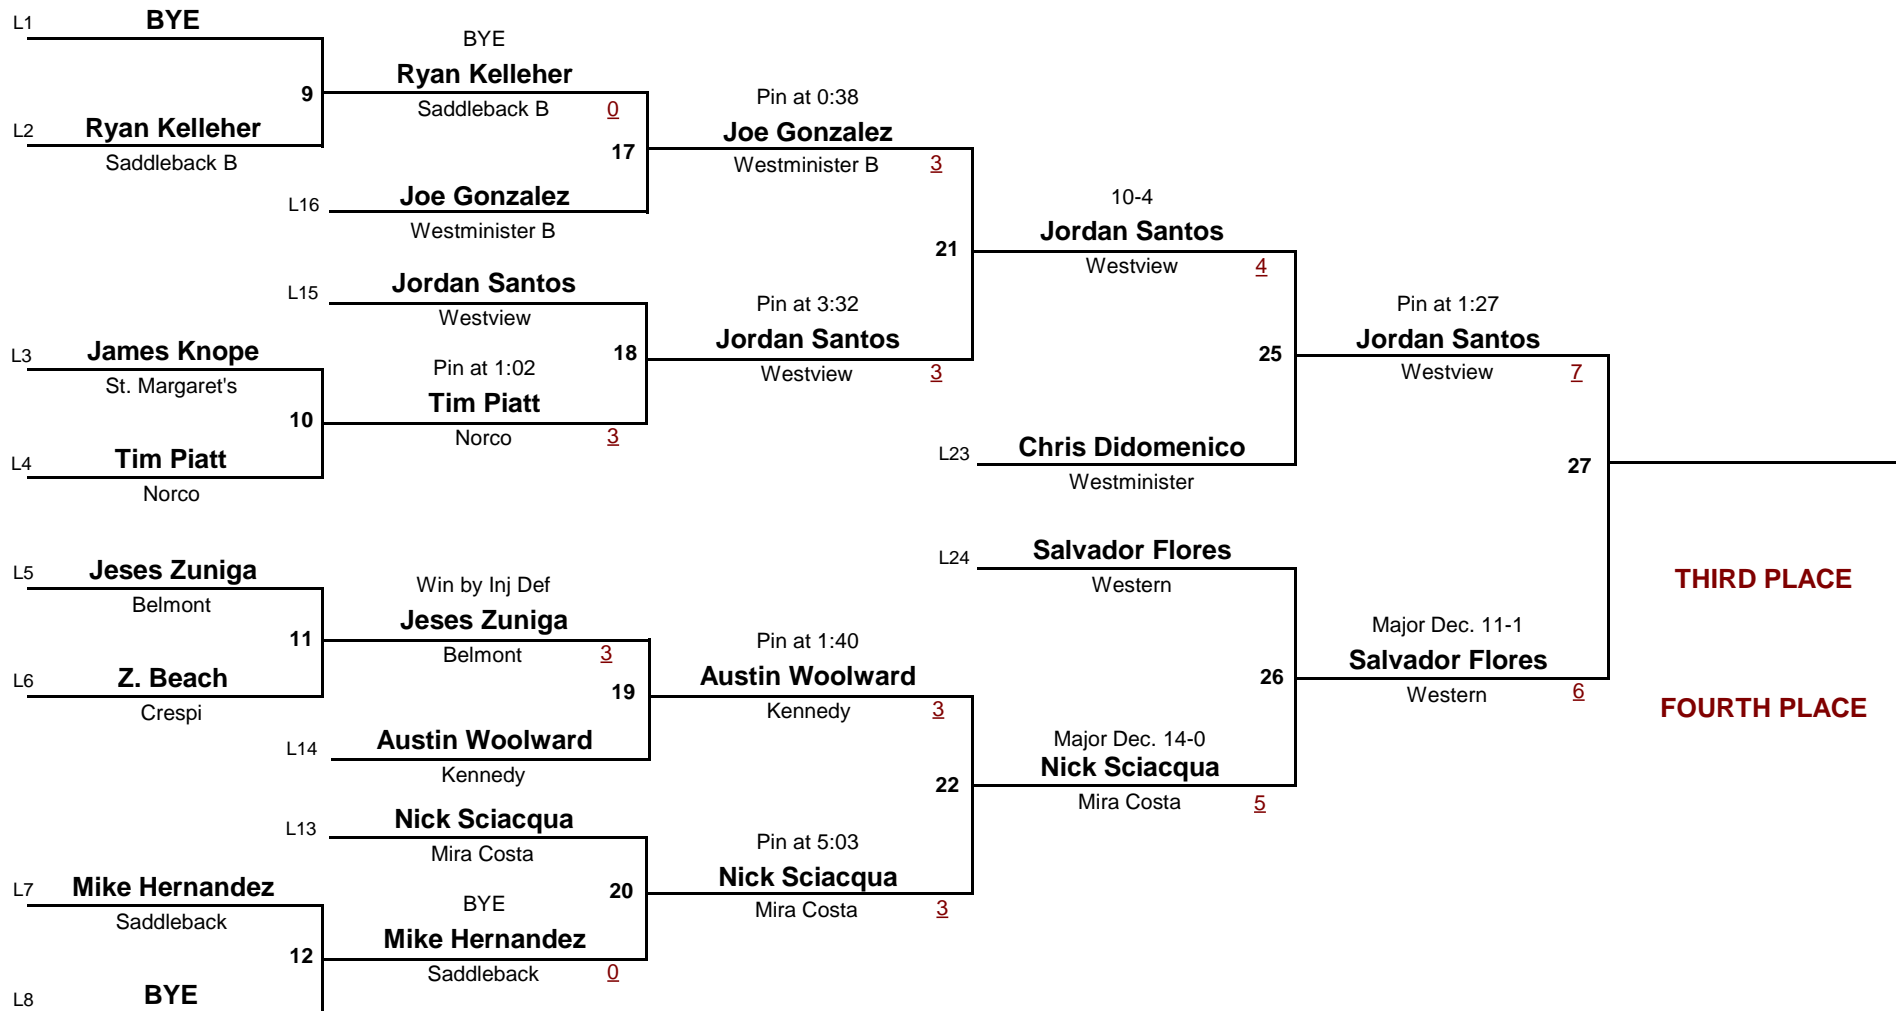 L1
BYE
9
L2
Ryan Kelleher
Saddleback B
L3
James Knope
St. Margaret's
10
L4
Tim Piatt
Norco
L5
Jeses Zuniga
Belmont
11
L6
Z. Beach
Crespi
L7
Mike Hernandez
Saddleback
12
L8
BYE
BYE
Ryan Kelleher
Saddleback B 0
17
L16
Joe Gonzalez
Westminister B
L15
Jordan Santos
Westview
18
Pin at 1:02
Tim Piatt
Norco 3
Win by Inj Def
Jeses Zuniga
Belmont 3
19
L14
Austin Woolward
Kennedy
L13
Nick Sciacqua
Mira Costa
20
BYE
Mike Hernandez
Saddleback 0
Pin at 0:38
Joe Gonzalez
Westminister B 3
21
Pin at 3:32
Jordan Santos
Westview 3
Pin at 1:40
Austin Woolward
Kennedy 3
22
Pin at 5:03
Nick Sciacqua
Mira Costa 3
10-4
Jordan Santos
Westview 4
25
L23
Chris Didomenico
Westminister
L24
Salvador Flores
Western
26
Major Dec. 14-0
Nick Sciacqua
Mira Costa 5
Pin at 1:27
Jordan Santos
Westview 7
27
Major Dec. 11-1
Salvador Flores
Western 6
THIRD PLACE
FOURTH PLACE